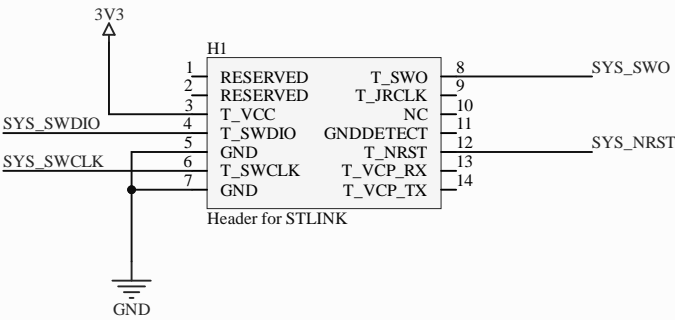 3V3
H1
1 RESERVED T_SWO 8 SYS_SWO
2 RESERVED T_JRCLK 9
3 T_VCC NC 10
SYS_SWDIO 4 T_SWDIO GNDDETECT 11
5 GND T_NRST 12 SYS_NRST
SYS_SWCLK 6 T_SWCLK T_VCP_RX 13
7 GND T_VCP_TX 14
Header for STLINK
GND